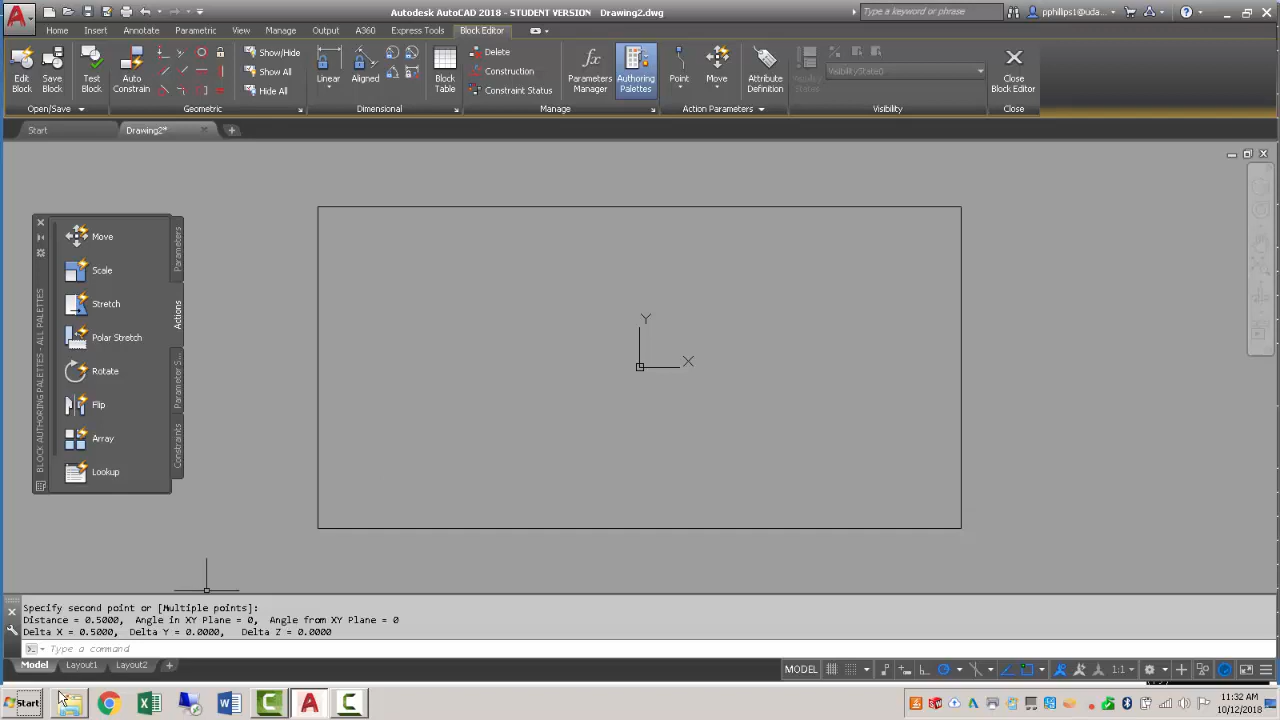 Autodesk AutoCAD 2018 - STUDENT VERSION Drawing2.dwg
Type a keyword or phrase
pphillips1@uda...
Home Insert Annotate Parametric View Manage Output A360 Express Tools Block Editor
Edit Block
Save Block
Test Block
Auto Constrain
Show/Hide
Show All
Hide All
Linear
Aligned
Block Table
Delete
Construction
Constraint Status
Parameters Manager
Authoring Palettes
Point
Move
Attribute Definition
VisibilityState0
Close Block Editor
Open/Save
Geometric
Dimensional
Manage
Action Parameters
Visibility
Close
Start
Drawing2*
Move
Scale
Stretch
Polar Stretch
Rotate
Flip
Array
Lookup
Parameters
Actions
Parameter S...
Constraints
BLOCK AUTHORING PALETTES - ALL PALETTES
Y
X
Specify second point or [Multiple points]:
Distance = 0.5000, Angle in XY Plane = 0, Angle from XY Plane = 0
Delta X = 0.5000, Delta Y = 0.0000, Delta Z = 0.0000
Type a command
Model Layout1 Layout2
MODEL
1:1
Start
11:32 AM
10/12/2018